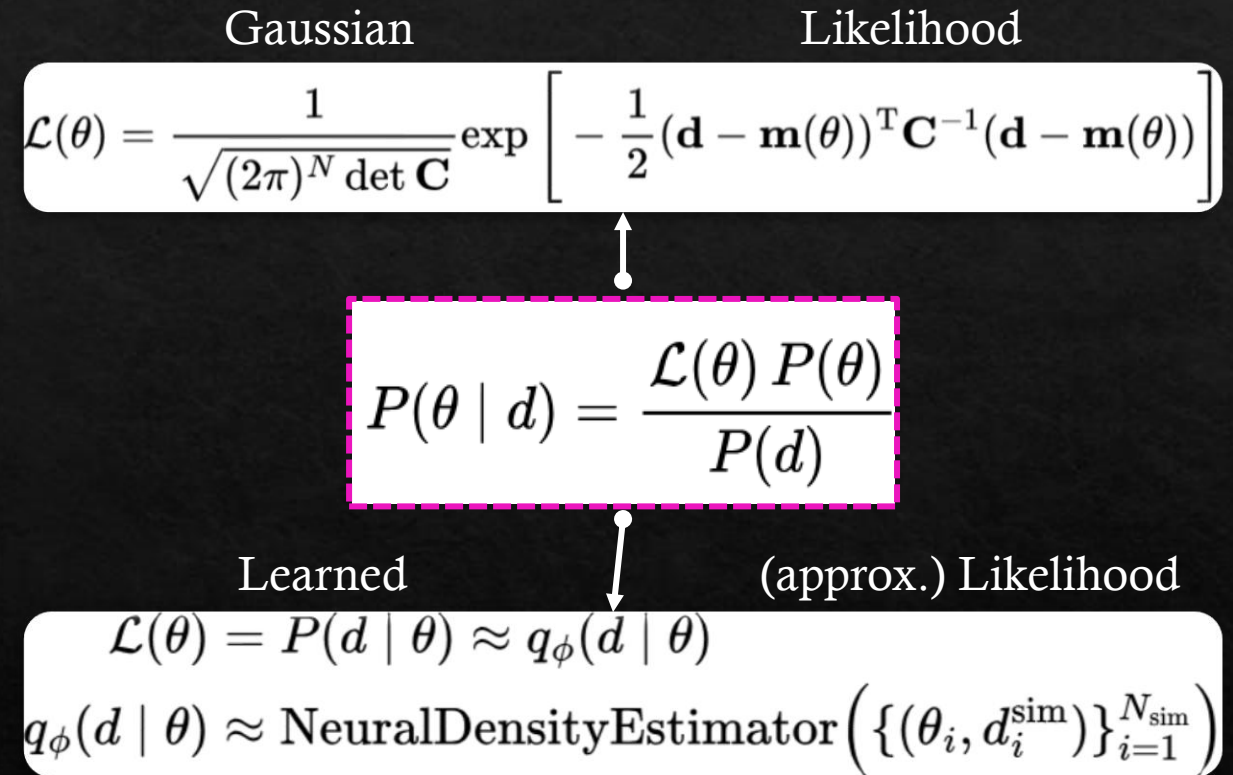 Gaussian Likelihood
$\mathcal{L}(\theta) = \frac{1}{\sqrt{(2\pi)^N \det \mathbf{C}}} \exp\left[-\frac{1}{2}(\mathbf{d} - \mathbf{m}(\theta))^{\mathrm{T}} \mathbf{C}^{-1} (\mathbf{d} - \mathbf{m}(\theta))\right]$
$P(\theta \mid d) = \frac{\mathcal{L}(\theta)\, P(\theta)}{P(d)}$
Learned (approx.) Likelihood
$\mathcal{L}(\theta) = P(d \mid \theta) \approx q_\phi(d \mid \theta)$
$q_\phi(d \mid \theta) \approx \mathrm{NeuralDensityEstimator}\left(\{(\theta_i, d_i^{\mathrm{sim}})\}_{i=1}^{N_{\mathrm{sim}}}\right)$